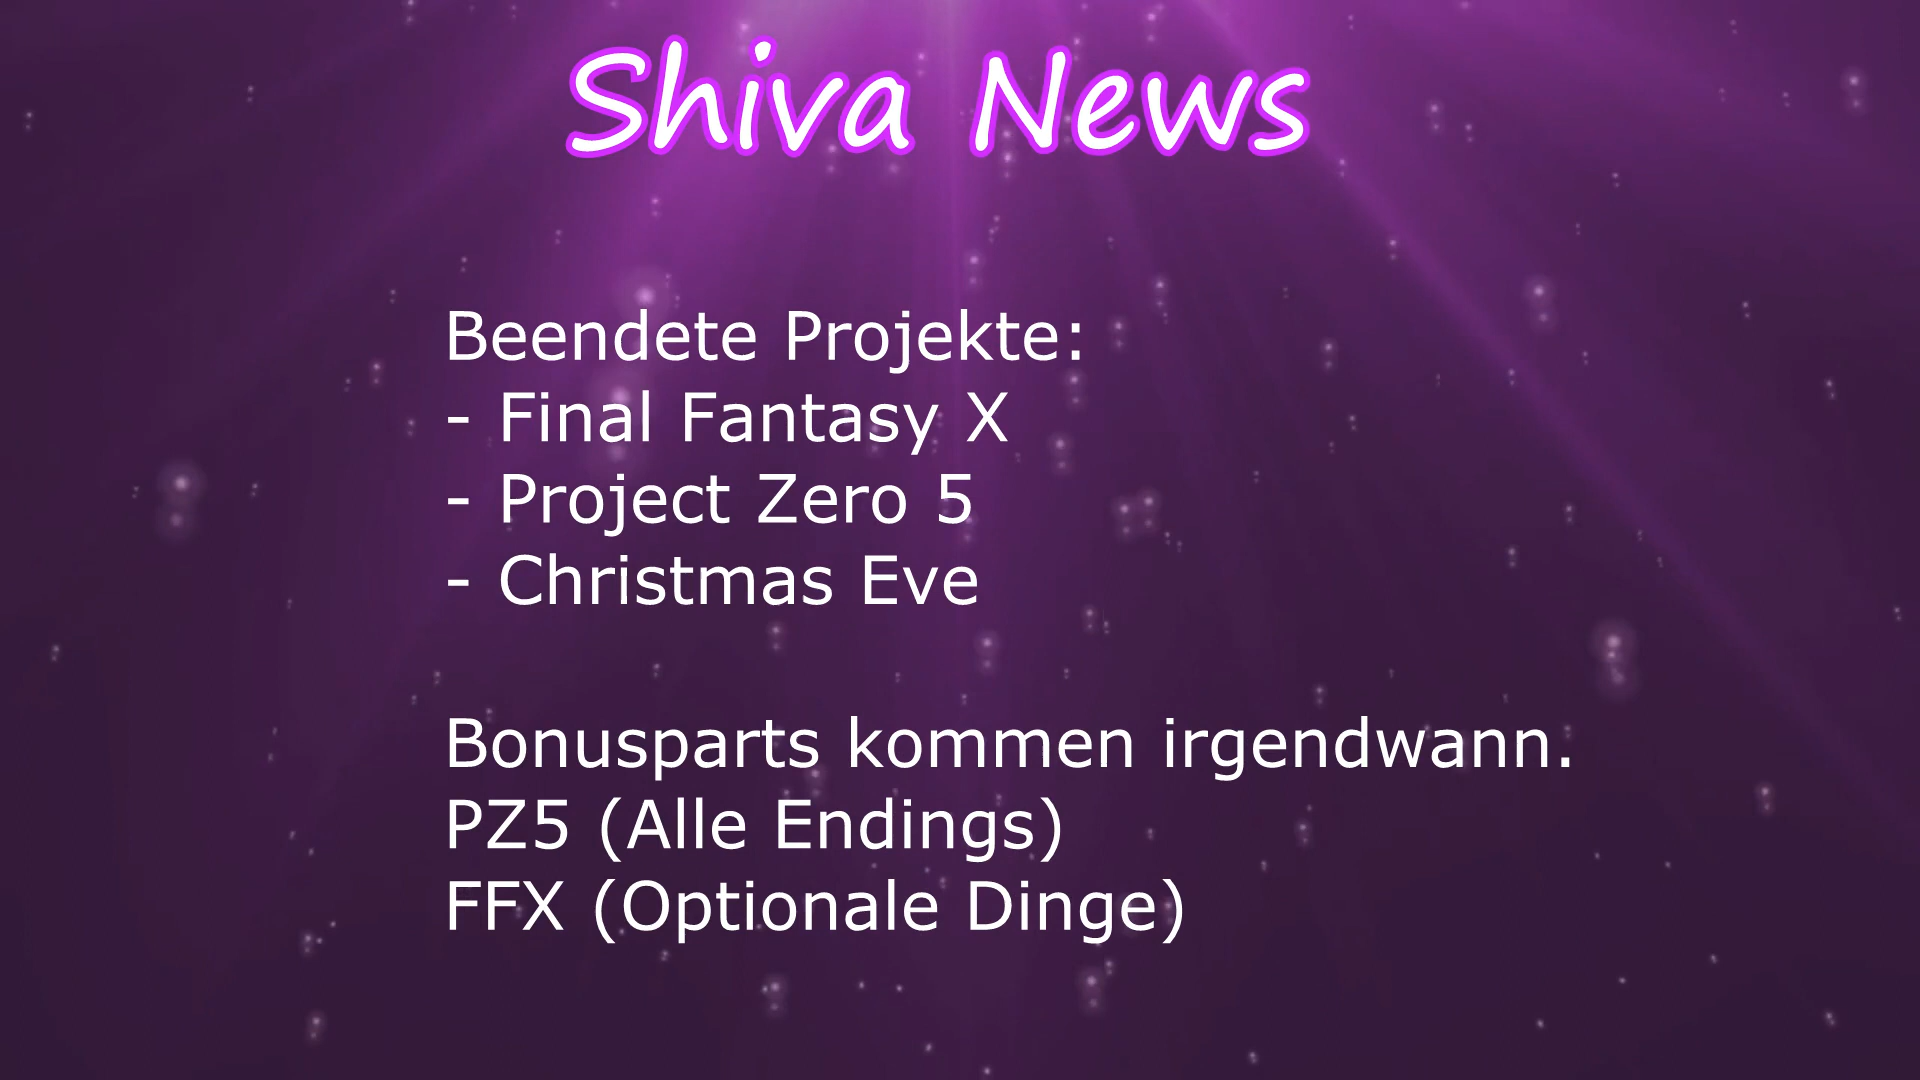 Shiva News
Beendete Projekte:
- Final Fantasy X
- Project Zero 5
- Christmas Eve
Bonusparts kommen irgendwann.
PZ5 (Alle Endings)
FFX (Optionale Dinge)